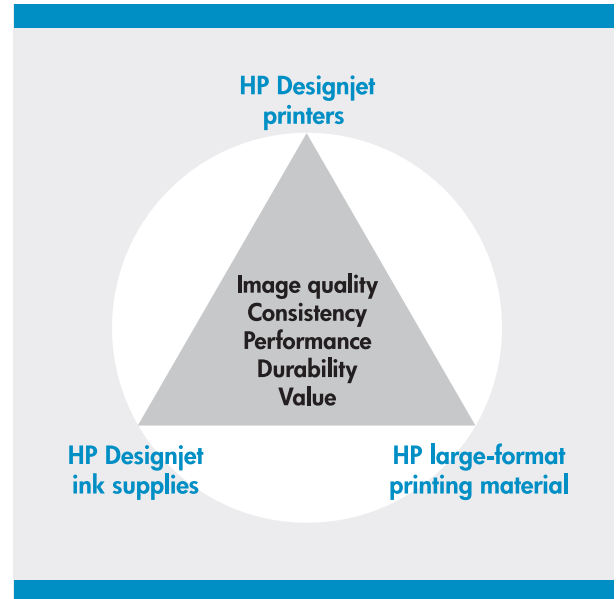 HP Designjet
printers
Image quality
Consistency
Performance
Durability
Value
HP Designjet
ink supplies
HP large-format
printing material